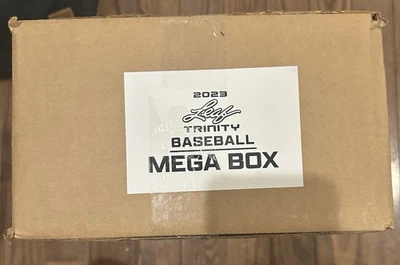 2023
Leaf
TRINITY
BASEBALL
MEGA BOX